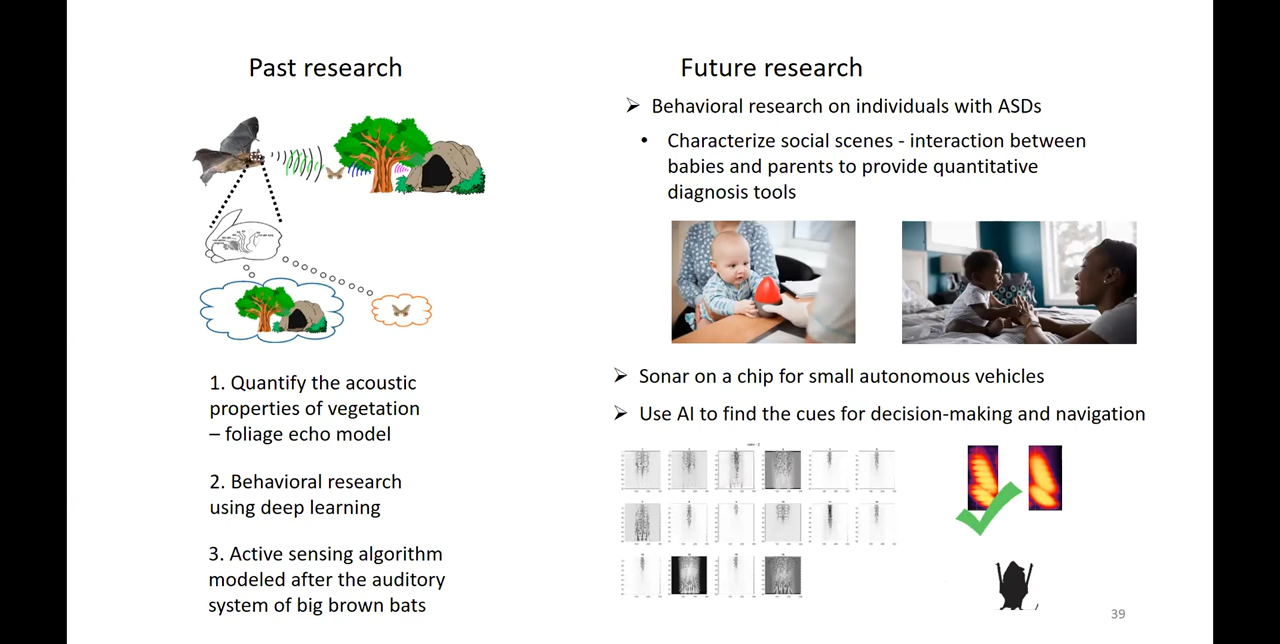 Past research
1. Quantify the acoustic
properties of vegetation
– foliage echo model
2. Behavioral research
using deep learning
3. Active sensing algorithm
modeled after the auditory
system of big brown bats
Future research
➢ Behavioral research on individuals with ASDs
• Characterize social scenes - interaction between
babies and parents to provide quantitative
diagnosis tools
➢ Sonar on a chip for small autonomous vehicles
➢ Use AI to find the cues for decision-making and navigation
39